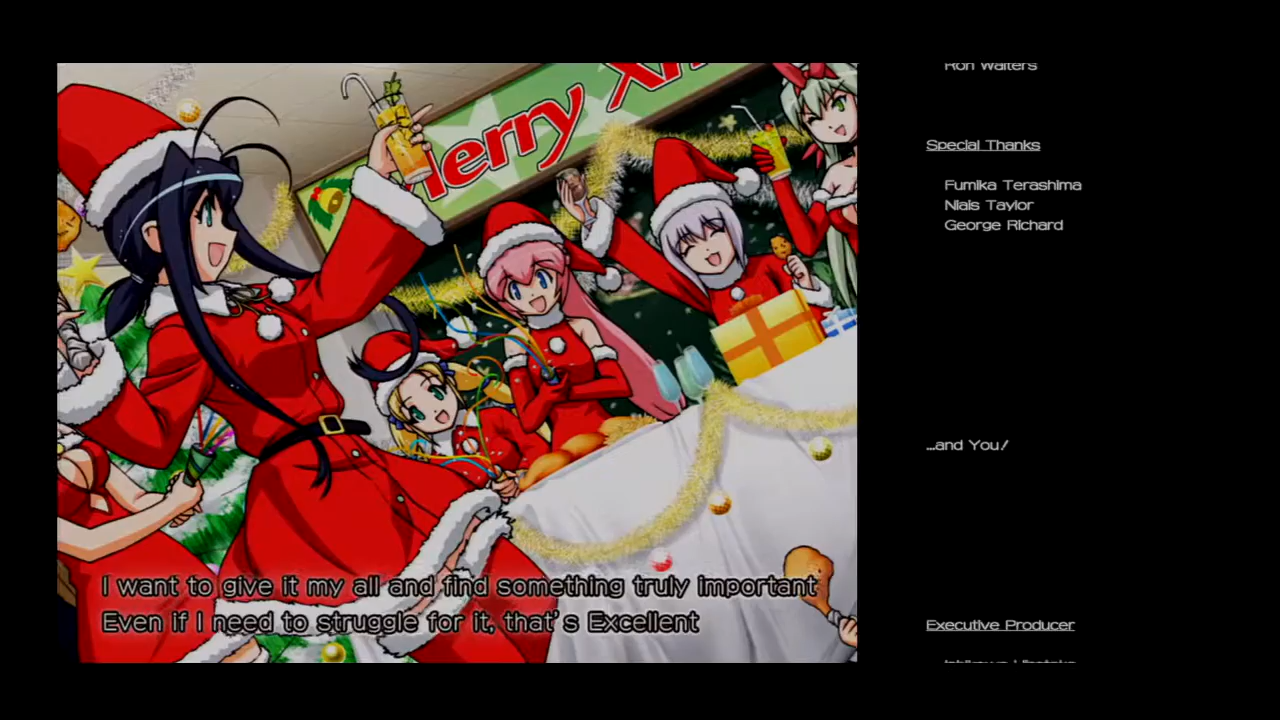 Merry Xm
I want to give it my all and find something truly important
Even if I need to struggle for it, that's Excellent
Ron Walters
Special Thanks
Fumika Terashima
Nials Taylor
George Richard
...and You!
Executive Producer